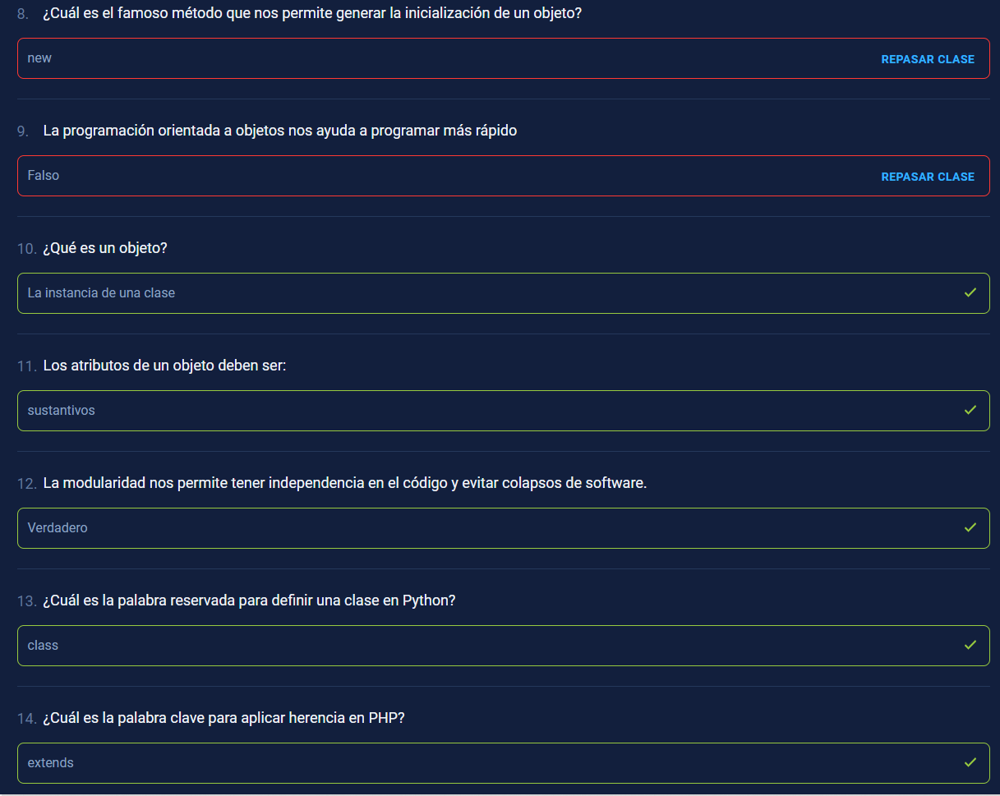 8. ¿Cuál es el famoso método que nos permite generar la inicialización de un objeto?
new REPASAR CLASE
9. La programación orientada a objetos nos ayuda a programar más rápido
Falso REPASAR CLASE
10. ¿Qué es un objeto?
La instancia de una clase
11. Los atributos de un objeto deben ser:
sustantivos
12. La modularidad nos permite tener independencia en el código y evitar colapsos de software.
Verdadero
13. ¿Cuál es la palabra reservada para definir una clase en Python?
class
14. ¿Cuál es la palabra clave para aplicar herencia en PHP?
extends